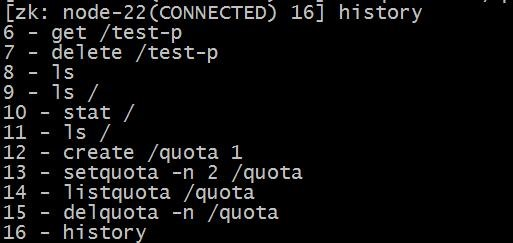 [zk: node-22(CONNECTED) 16] history
6 - get /test-p
7 - delete /test-p
8 - ls
9 - ls /
10 - stat /
11 - ls /
12 - create /quota 1
13 - setquota -n 2 /quota
14 - listquota /quota
15 - delquota -n /quota
16 - history